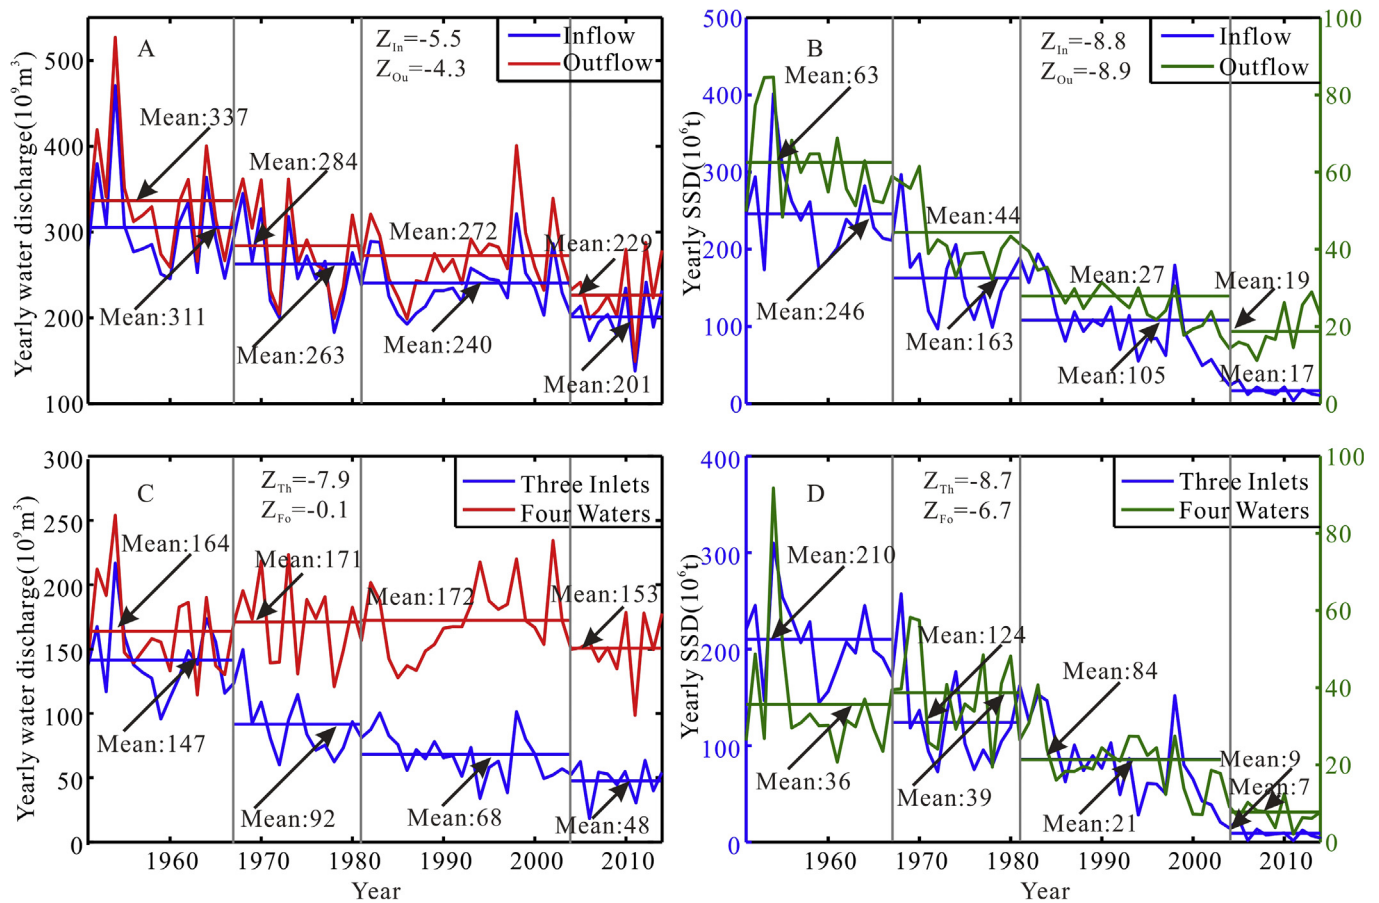 A
Z_In=-5.5
Z_Ou=-4.3
Inflow
Outflow
Mean:337
Mean:284
Mean:272
Mean:229
Mean:311
Mean:263
Mean:240
Mean:201
500
400
300
200
100
Yearly water discharge(10^9m^3)
B
Z_In=-8.8
Z_Ou=-8.9
Inflow
Outflow
Mean:63
Mean:44
Mean:27
Mean:19
Mean:246
Mean:163
Mean:105
Mean:17
500
400
300
200
100
0
Yearly SSD(10^6t)
100
80
60
40
20
0
C
Z_Th=-7.9
Z_Fo=-0.1
Three Inlets
Four Waters
Mean:164
Mean:171
Mean:172
Mean:153
Mean:147
Mean:92
Mean:68
Mean:48
300
250
200
150
100
50
0
Yearly water discharge(10^9m^3)
1960 1970 1980 1990 2000 2010
Year
D
Z_Th=-8.7
Z_Fo=-6.7
Three Inlets
Four Waters
Mean:210
Mean:124
Mean:84
Mean:9
Mean:7
Mean:36
Mean:39
Mean:21
400
300
200
100
0
Yearly SSD(10^6t)
100
80
60
40
20
0
1960 1970 1980 1990 2000 2010
Year